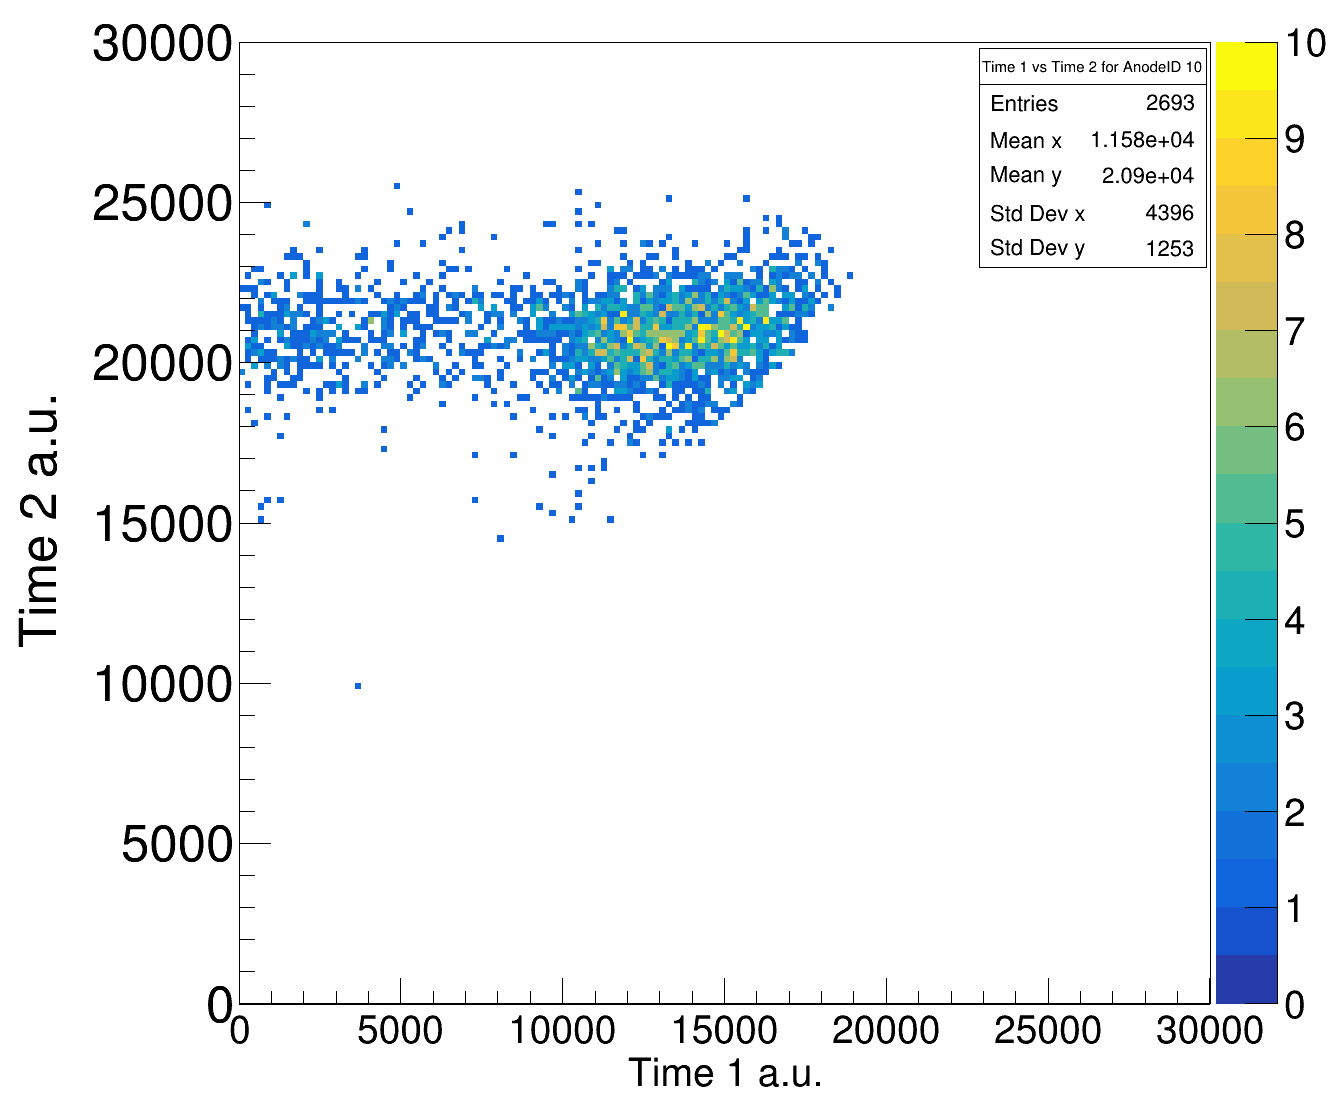 Time 1 vs Time 2 for AnodeID 10
Entries 2693
Mean x 1.158e+04
Mean y 2.09e+04
Std Dev x 4396
Std Dev y 1253
30000
25000
20000
15000
10000
5000
0
Time 2 a.u.
0 5000 10000 15000 20000 25000 30000
Time 1 a.u.
10
9
8
7
6
5
4
3
2
1
0